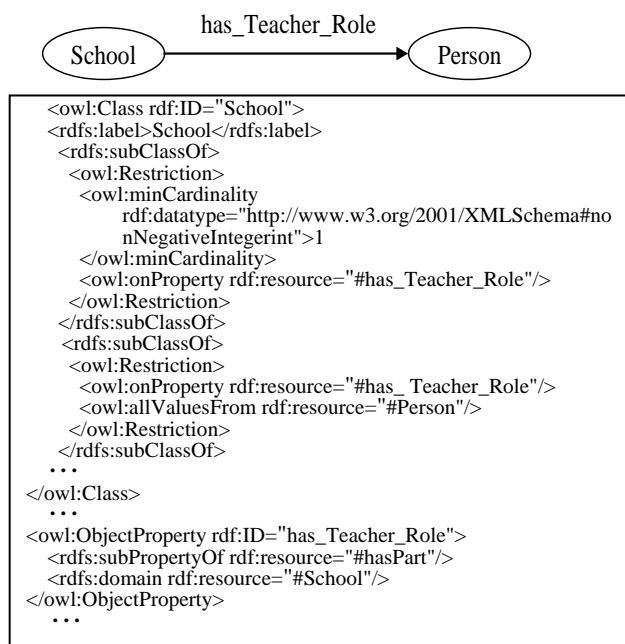 has_Teacher_Role
School
Person
<owl:Class rdf:ID="School">
<rdfs:label>School</rdfs:label>
<rdfs:subClassOf>
<owl:Restriction>
<owl:minCardinality
rdf:datatype="http://www.w3.org/2001/XMLSchema#no
nNegativeIntegerint">1
</owl:minCardinality>
<owl:onProperty rdf:resource="#has_Teacher_Role"/>
</owl:Restriction>
</rdfs:subClassOf>
<rdfs:subClassOf>
<owl:Restriction>
<owl:onProperty rdf:resource="#has_ Teacher_Role"/>
<owl:allValuesFrom rdf:resource="#Person"/>
</owl:Restriction>
</rdfs:subClassOf>
···
</owl:Class>
···
<owl:ObjectProperty rdf:ID="has_Teacher_Role">
<rdfs:subPropertyOf rdf:resource="#hasPart"/>
<rdfs:domain rdf:resource="#School"/>
</owl:ObjectProperty>
···